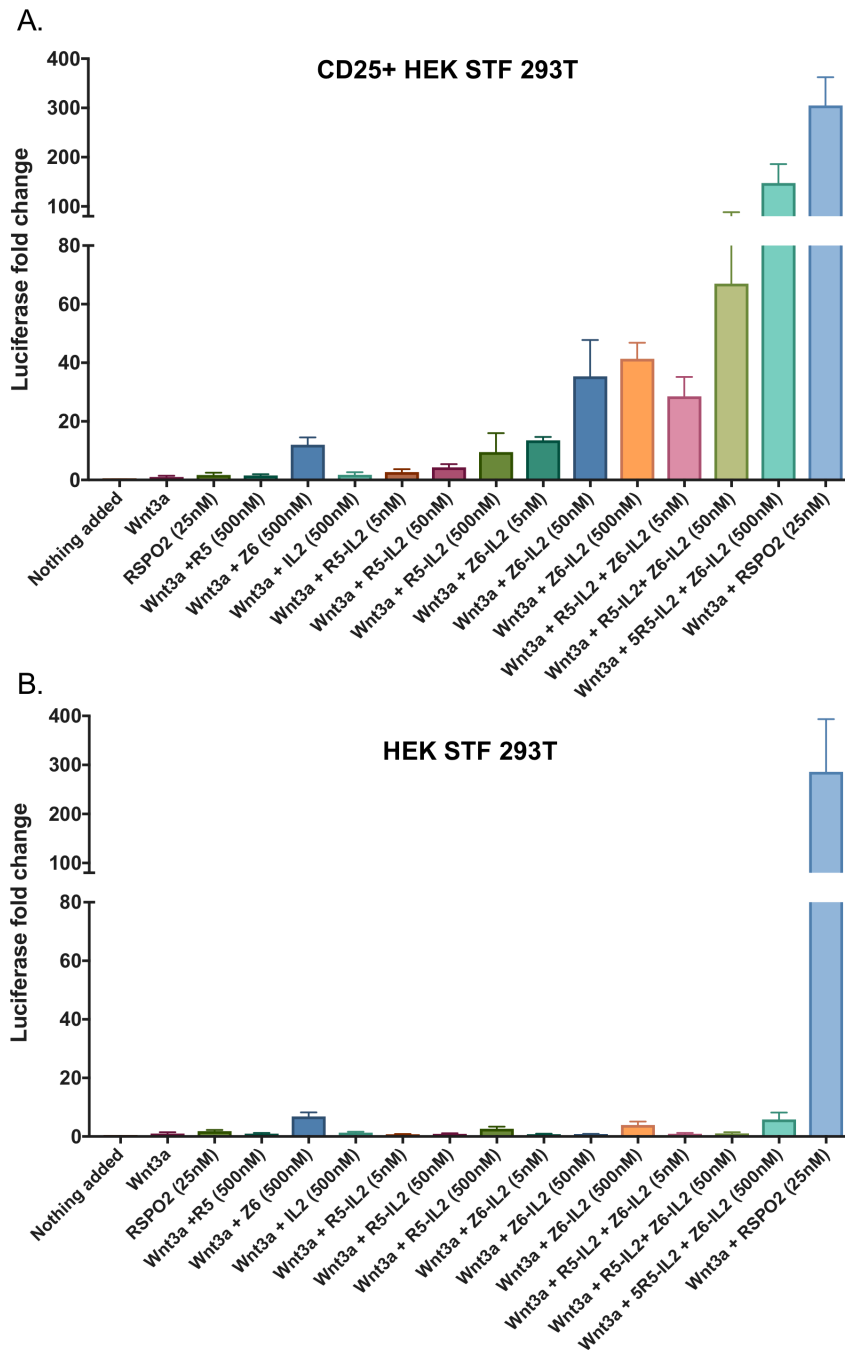 A.
CD25+ HEK STF 293T
Luciferase fold change
400
300
200
100
80
60
40
20
0
Nothing added
Wnt3a
RSPO2 (25nM)
Wnt3a +R5 (500nM)
Wnt3a + Z6 (500nM)
Wnt3a + IL2 (500nM)
Wnt3a + R5-IL2 (5nM)
Wnt3a + R5-IL2 (50nM)
Wnt3a + R5-IL2 (500nM)
Wnt3a + Z6-IL2 (5nM)
Wnt3a + Z6-IL2 (50nM)
Wnt3a + Z6-IL2 (500nM)
Wnt3a + R5-IL2 + Z6-IL2 (5nM)
Wnt3a + R5-IL2+ Z6-IL2 (50nM)
Wnt3a + 5R5-IL2 + Z6-IL2 (500nM)
Wnt3a + RSPO2 (25nM)
B.
HEK STF 293T
Luciferase fold change
400
300
200
100
80
60
40
20
0
Nothing added
Wnt3a
RSPO2 (25nM)
Wnt3a +R5 (500nM)
Wnt3a + Z6 (500nM)
Wnt3a + IL2 (500nM)
Wnt3a + R5-IL2 (5nM)
Wnt3a + R5-IL2 (50nM)
Wnt3a + R5-IL2 (500nM)
Wnt3a + Z6-IL2 (5nM)
Wnt3a + Z6-IL2 (50nM)
Wnt3a + Z6-IL2 (500nM)
Wnt3a + R5-IL2 + Z6-IL2 (5nM)
Wnt3a + R5-IL2+ Z6-IL2 (50nM)
Wnt3a + 5R5-IL2 + Z6-IL2 (500nM)
Wnt3a + RSPO2 (25nM)